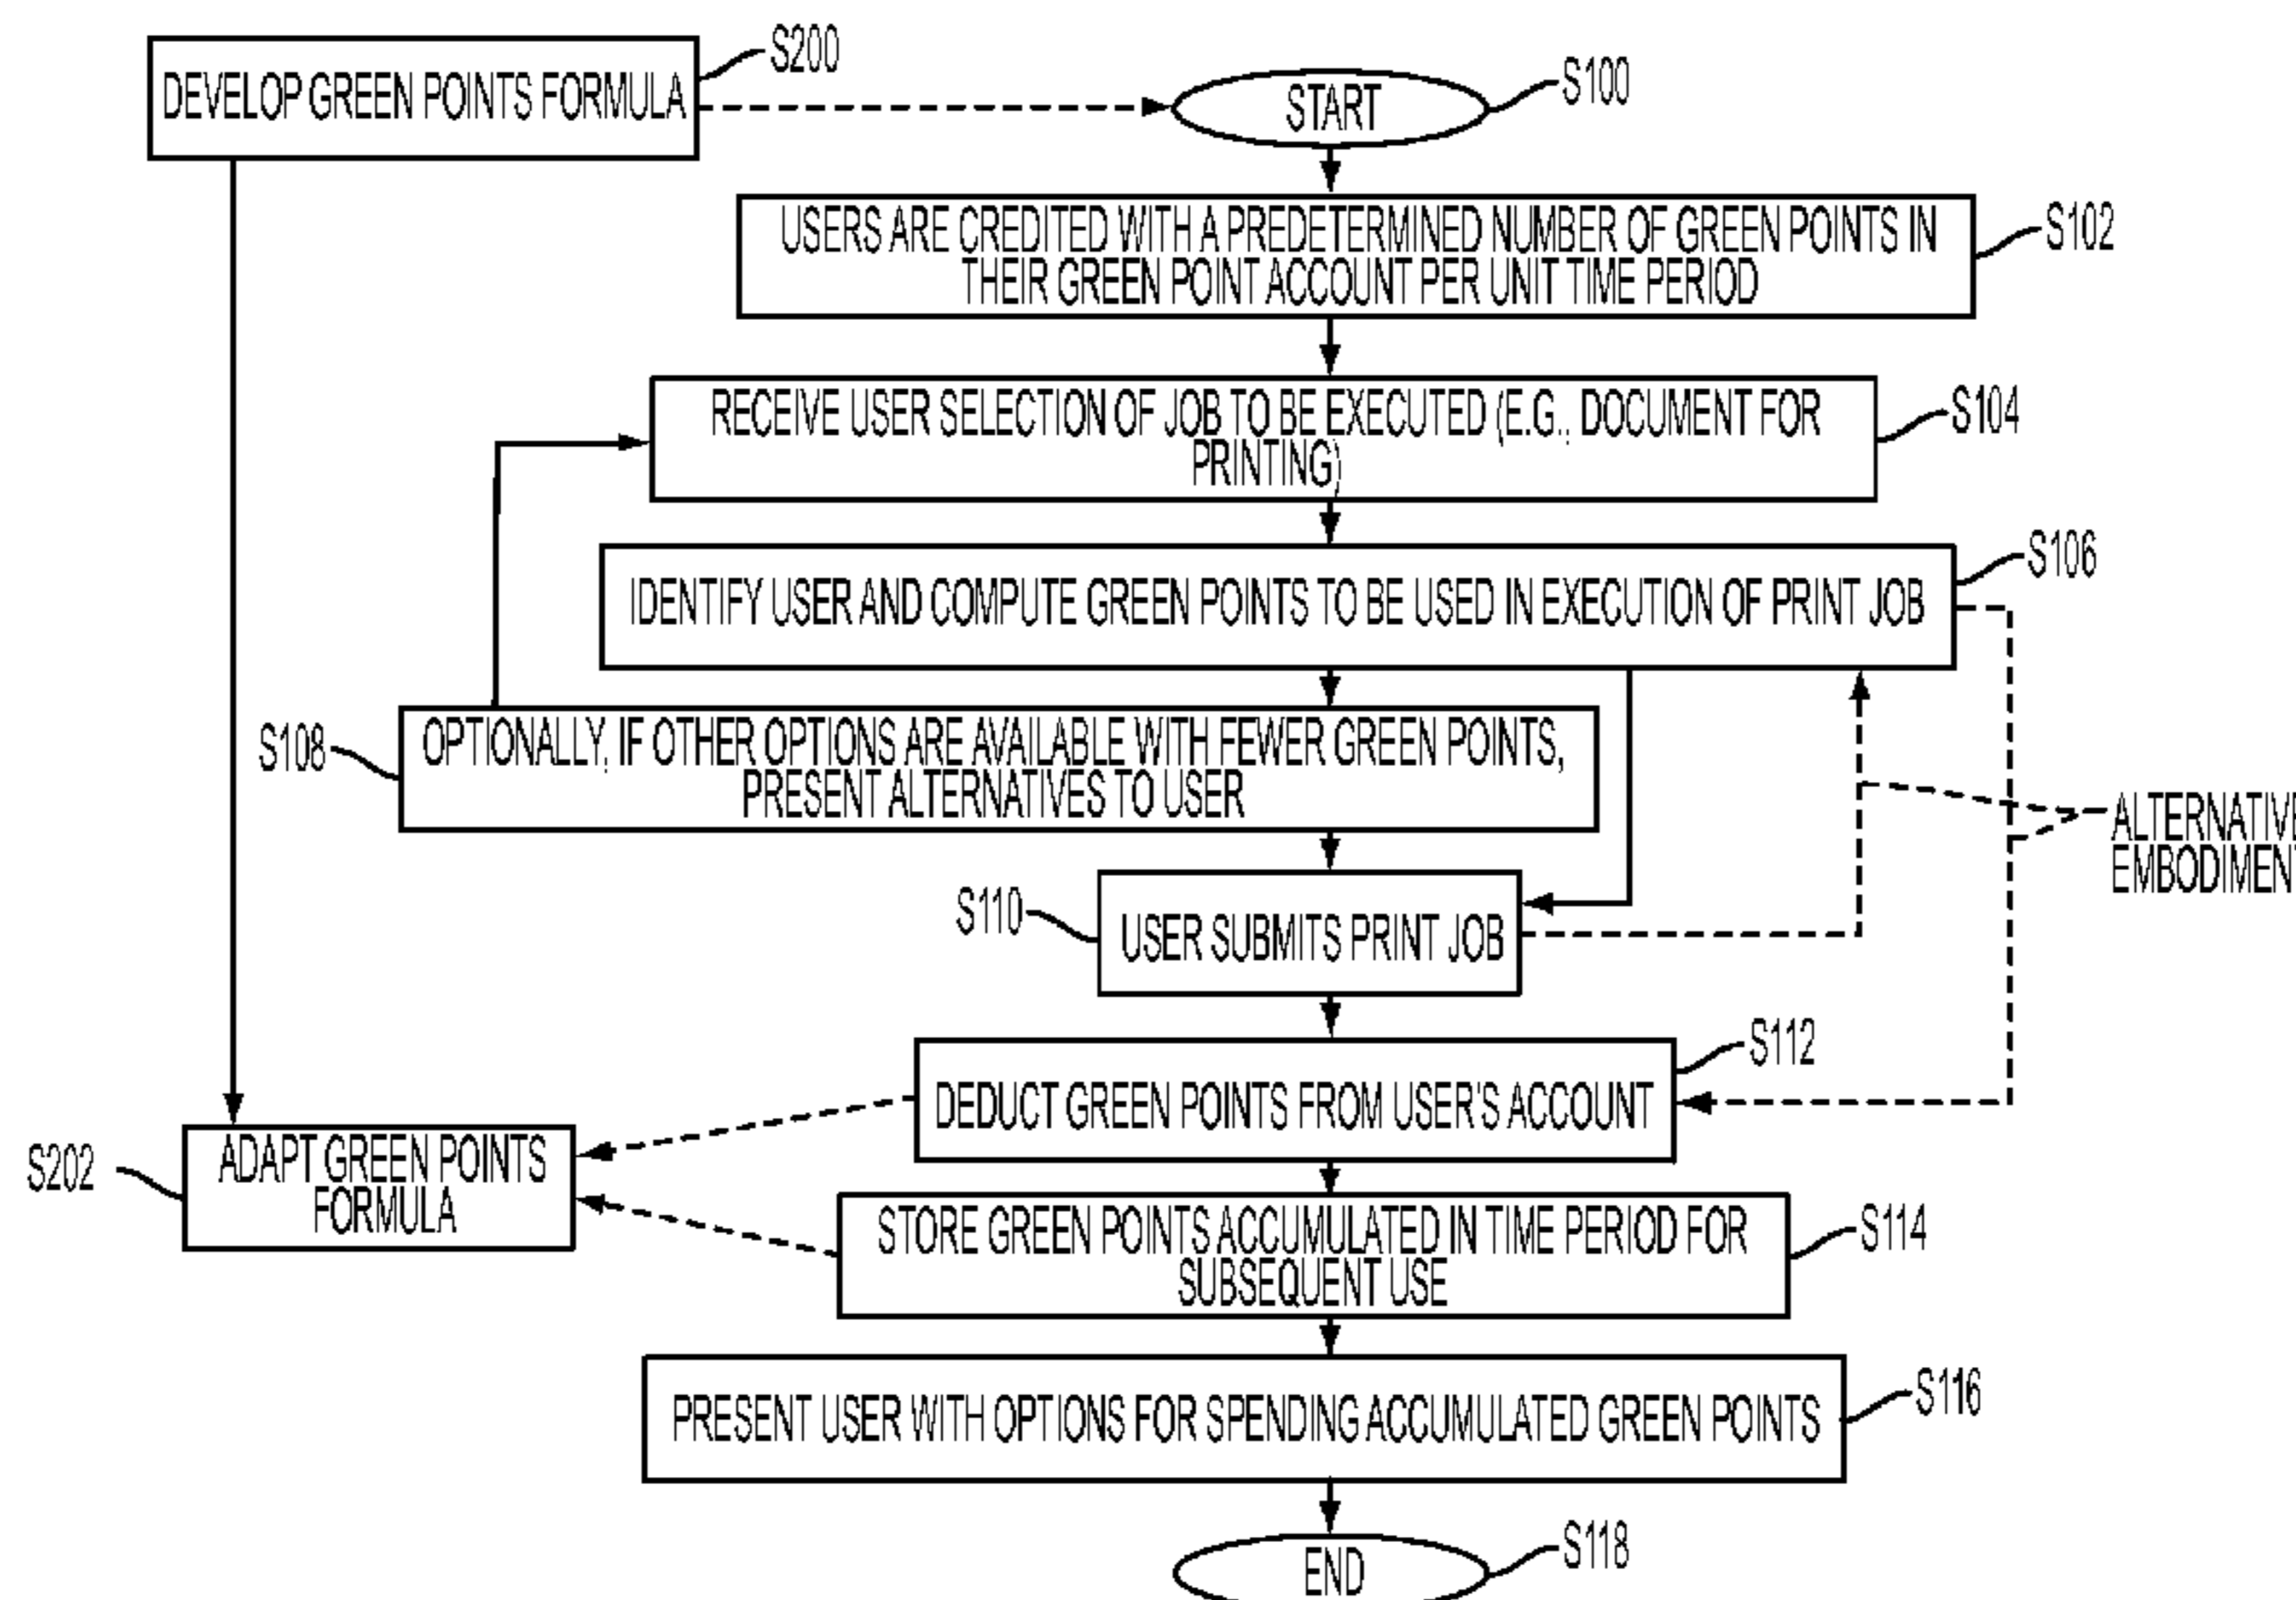 DEVELOP GREEN POINTS FORMULA
S200
START
S100
USERS ARE CREDITED WITH A PREDETERMINED NUMBER OF GREEN POINTS IN
THEIR GREEN POINT ACCOUNT PER UNIT TIME PERIOD
S102
RECEIVE USER SELECTION OF JOB TO BE EXECUTED (E.G., DOCUMENT FOR
PRINTING)
S104
IDENTIFY USER AND COMPUTE GREEN POINTS TO BE USED IN EXECUTION OF PRINT JOB
S106
S108
OPTIONALLY, IF OTHER OPTIONS ARE AVAILABLE WITH FEWER GREEN POINTS,
PRESENT ALTERNATIVES TO USER
ALTERNATIVE
EMBODIMENT
S110
USER SUBMITS PRINT JOB
S112
DEDUCT GREEN POINTS FROM USER'S ACCOUNT
S202
ADAPT GREEN POINTS
FORMULA
STORE GREEN POINTS ACCUMULATED IN TIME PERIOD FOR
SUBSEQUENT USE
S114
PRESENT USER WITH OPTIONS FOR SPENDING ACCUMULATED GREEN POINTS
S116
END
S118